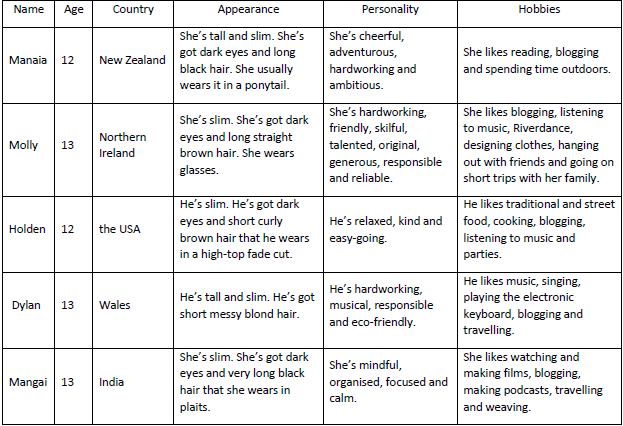 Name Age Country Appearance Personality Hobbies
Manaia 12 New Zealand
She's tall and slim. She's
got dark eyes and long
black hair. She usually
wears it in a ponytail.
She's cheerful,
adventurous,
hardworking and
ambitious.
She likes reading, blogging
and spending time outdoors.
Molly 13 Northern
Ireland
She's slim. She's got dark
eyes and long straight
brown hair. She wears
glasses.
She's hardworking,
friendly, skilful,
talented, original,
generous, responsible
and reliable.
She likes blogging, listening
to music, Riverdance,
designing clothes, hanging
out with friends and going on
short trips with her family.
Holden 12 the USA
He's slim. He's got dark
eyes and short curly
brown hair that he wears
in a high-top fade cut.
He's relaxed, kind and
easy-going.
He likes traditional and street
food, cooking, blogging,
listening to music and
parties.
Dylan 13 Wales
He's tall and slim. He's got
short messy blond hair.
He's hardworking,
musical, responsible
and eco-friendly.
He likes music, singing,
playing the electronic
keyboard, blogging and
travelling.
Mangai 13 India
She's slim. She's got dark
eyes and very long black
hair that she wears in
plaits.
She's mindful,
organised, focused and
calm.
She likes watching and
making films, blogging,
making podcasts, travelling
and weaving.